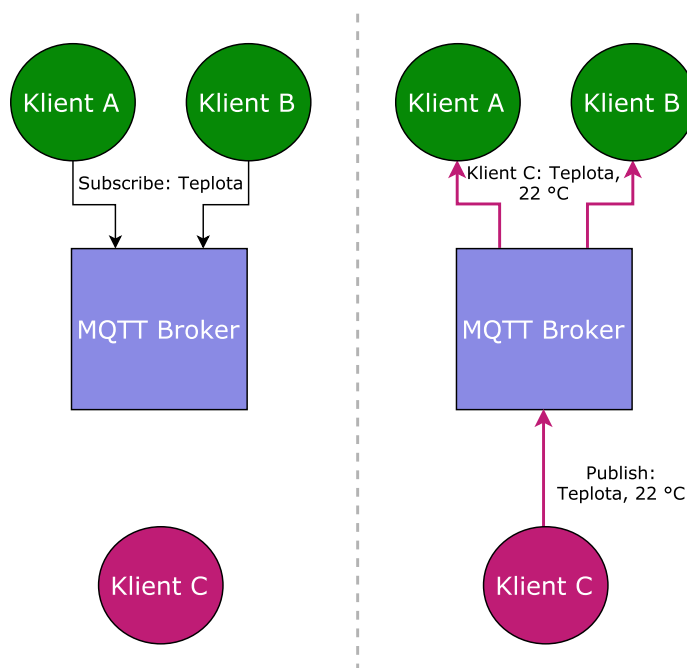 Klient A
Klient B
Subscribe: Teplota
MQTT Broker
Klient C
Klient A
Klient B
Klient C: Teplota,
22 °C
MQTT Broker
Publish:
Teplota, 22 °C
Klient C